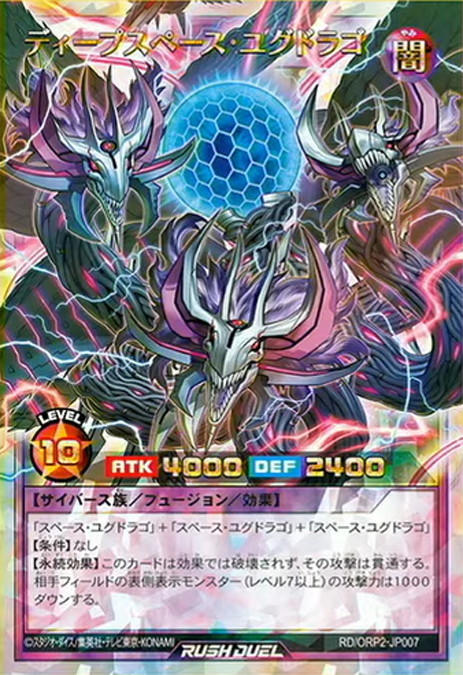 ディープスペース・ユグドラゴ
やみ
闇
LEVEL
10
ATK 4000 DEF 2400
【サイバース族／フュージョン／効果】
「スペース・ユグドラゴ」＋「スペース・ユグドラゴ」＋「スペース・ユグドラゴ」
【条件】なし
【永続効果】このカードは効果では破壊されず、その攻撃は貫通する。
相手フィールドの表側表示モンスター（レベル7以上）の攻撃力は1000
ダウンする。
©スタジオ・ダイス/集英社・テレビ東京・KONAMI
RUSH DUEL
RD/ORP2-JP007